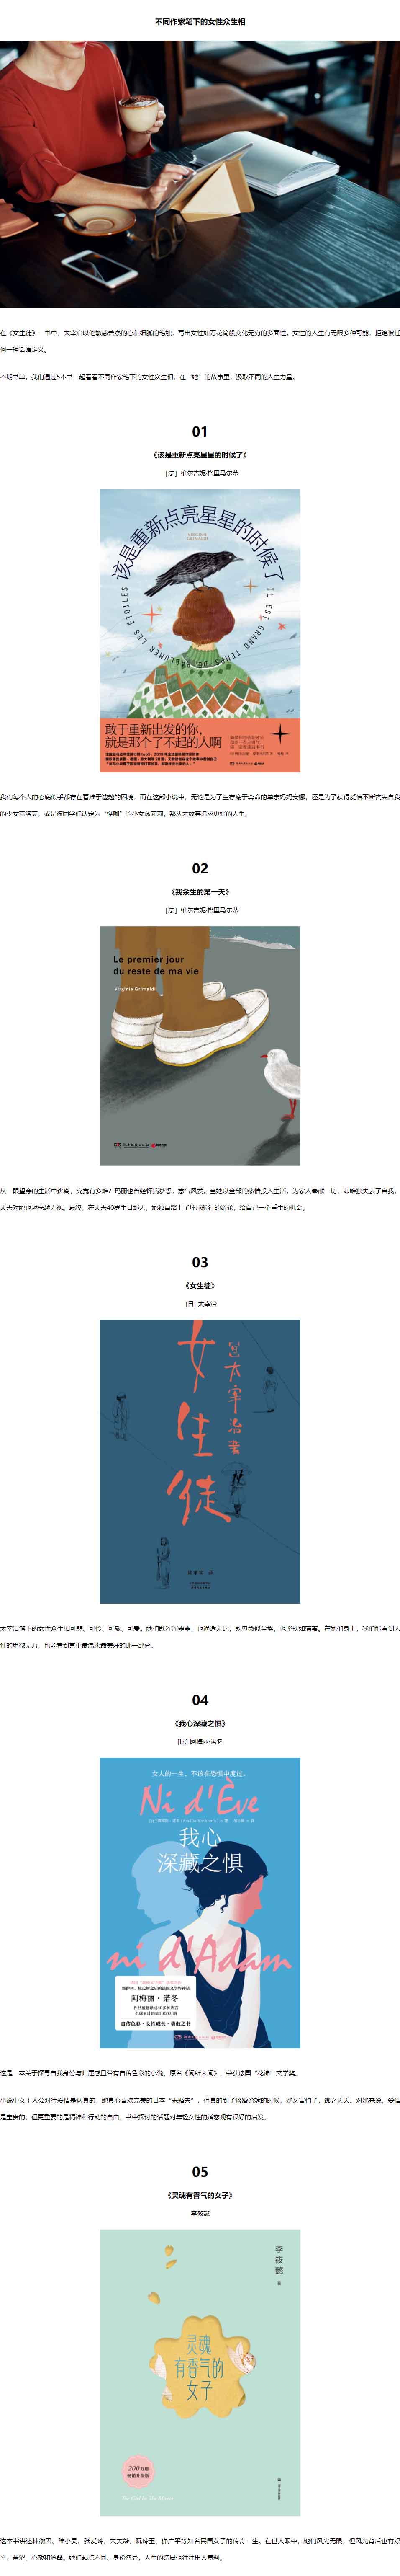 不同作家笔下的女性众生相
在《女生徒》一书中，太宰治以他敏感善察的心和细腻的笔触，写出女性如万花筒般变化无穷的多面性。女性的人生有无限多种可能，拒绝被任
何一种话语定义。
本期书单，我们通过5本书一起看看不同作家笔下的女性众生相，在“她”的故事里，汲取不同的人生力量。
01
《该是重新点亮星星的时候了》
[法] 维尔吉妮·格里马尔蒂
该是重新点亮星星的时候了
VIRGINIE
GRIMALDI
IL EST GRAND TEMPS DE RALLUMER LES ÉTOILES
敢于重新出发的你，
就是那个了不起的人啊
我们每个人的心底似乎都存在着难于逾越的困境，而在这部小说中，无论是为了生存疲于奔命的单亲妈妈安娜，还是为了获得爱情不断丧失自我
的少女克洛艾，或是被同学们认定为“怪咖”的小女孩莉莉，都从未放弃追求更好的人生。
02
《我余生的第一天》
[法] 维尔吉妮·格里马尔蒂
Le premier jour
du reste de ma vie
Virginie Grimaldi
从一眼望穿的生活中逃离，究竟有多难？玛丽也曾经怀揣梦想、意气风发。当她以全部的热情投入生活，为家人奉献一切，却唯独失去了自我，
丈夫对她也越来越无视。最终，在丈夫40岁生日那天，她独自踏上了环球航行的游轮，给自己一个重生的机会。
03
《女生徒》
[日] 太宰治
女生徒
[日]太宰治 著
太宰治笔下的女性众生相可悲、可怜、可敬、可爱。她们既浑浑噩噩，也通透无比；既卑微似尘埃，也坚韧如蒲苇。在她们身上，我们能看到人
性的卑微无力，也能看到其中最温柔最美好的那一部分。
04
《我心深藏之惧》
[比] 阿梅丽·诺冬
女人的一生，不该在恐惧中度过。
Ni d'Ève
我心
深藏之惧
ni d'Adam
阿梅丽·诺冬
自传色彩·女性成长·勇敢之书
这是一本关于探寻自我身份与归属感且带有自传色彩的小说，原名《闻所未闻》，荣获法国“花神”文学奖。
小说中女主人公对待爱情是认真的，她真心喜欢完美的日本“未婚夫”，但真的到了谈婚论嫁的时候，她又害怕了，逃之夭夭。对她来说，爱情
是宝贵的，但更重要的是精神和行动的自由。书中探讨的话题对年轻女性的婚恋观有很好的启发。
05
《灵魂有香气的女子》
李筱懿
李筱懿
著
灵魂
有香气的
女子
200万册
畅销升级版
The Girl In The Mirror
这本书讲述林徽因、陆小曼、张爱玲、宋美龄、阮玲玉、许广平等知名民国女子的传奇一生。在世人眼中，她们风光无限，但风光背后也有艰
辛、苦涩、心酸和沧桑。她们起点不同、身份各异，人生的结局也往往出人意料。